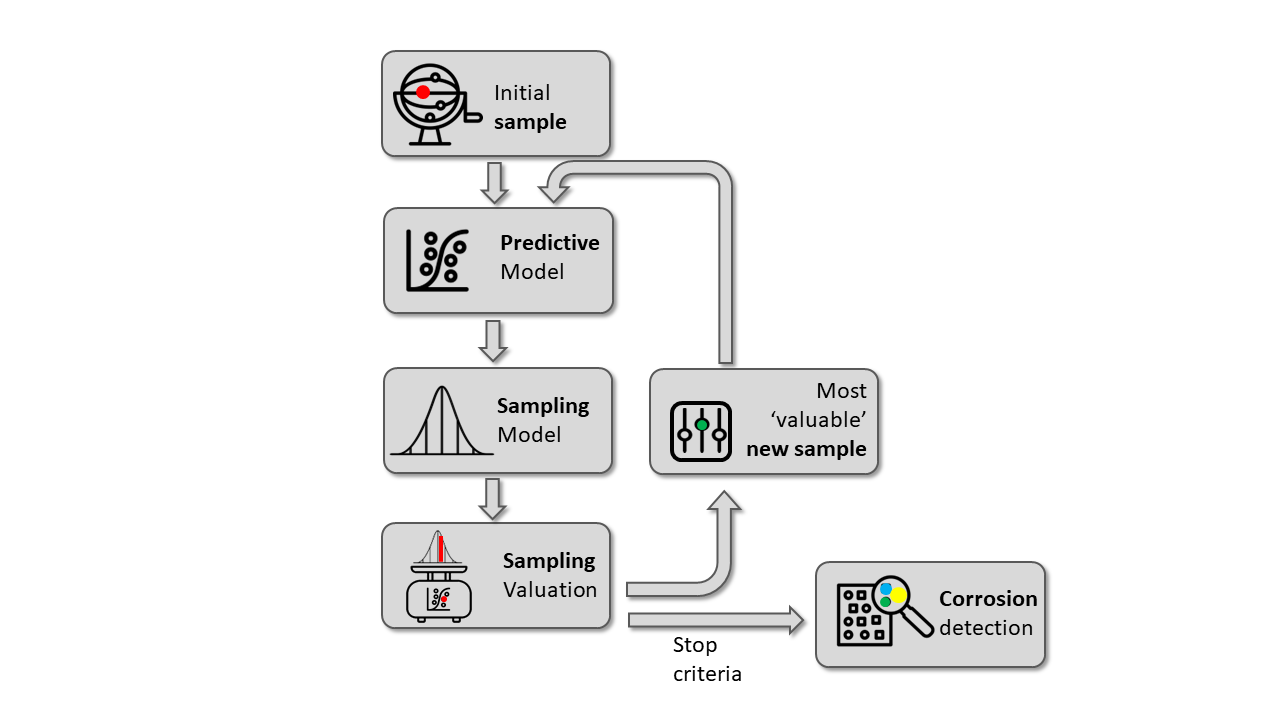 Initial
sample
Predictive
Model
Sampling
Model
Most
‘valuable’
new sample
Sampling
Valuation
Corrosion
detection
Stop
criteria